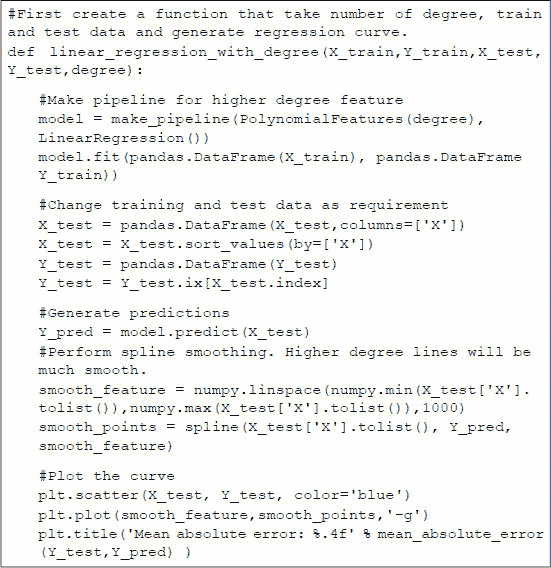 #First create a function that take number of degree, train
and test data and generate regression curve.
def linear_regression_with_degree(X_train,Y_train,X_test,
Y_test,degree):
#Make pipeline for higher degree feature
model = make_pipeline(PolynomialFeatures(degree),
LinearRegression())
model.fit(pandas.DataFrame(X_train), pandas.DataFrame
Y_train))
#Change training and test data as requirement
X_test = pandas.DataFrame(X_test,columns=['X'])
X_test = X_test.sort_values(by=['X'])
Y_test = pandas.DataFrame(Y_test)
Y_test = Y_test.ix[X_test.index]
#Generate predictions
Y_pred = model.predict(X_test)
#Perform spline smoothing. Higher degree lines will be
much smooth.
smooth_feature = numpy.linspace(numpy.min(X_test['X'].
tolist()),numpy.max(X_test['X'].tolist()),1000)
smooth_points = spline(X_test['X'].tolist(), Y_pred,
smooth_feature)
#Plot the curve
plt.scatter(X_test, Y_test, color='blue')
plt.plot(smooth_feature,smooth_points,'-g')
plt.title('Mean absolute error: %.4f' % mean_absolute_error
(Y_test,Y_pred) )